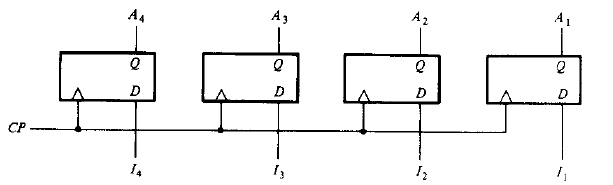 A4 A3 A2 A1
Q Q Q Q
D D D D
CP
I4 I3 I2 I1